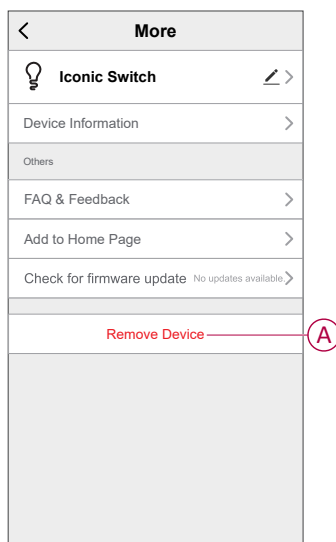 More
Iconic Switch
Device Information
Others
FAQ & Feedback
Add to Home Page
Check for firmware update No updates available.
Remove Device
A